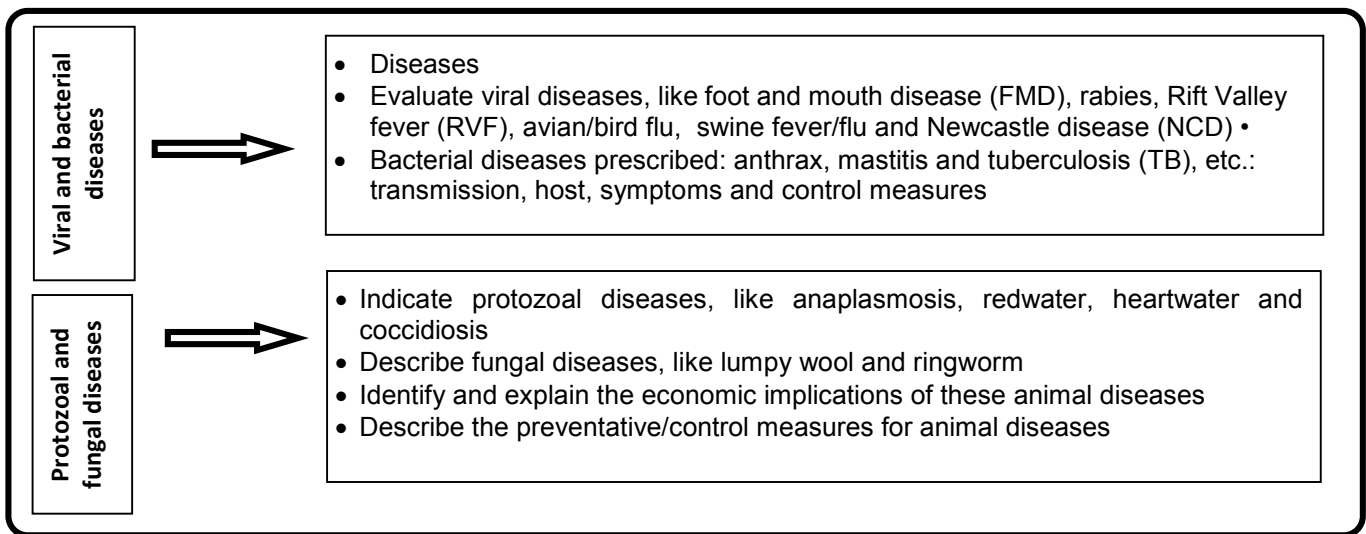 Viral and bacterial
diseases
• Diseases
• Evaluate viral diseases, like foot and mouth disease (FMD), rabies, Rift Valley
fever (RVF), avian/bird flu, swine fever/flu and Newcastle disease (NCD) •
• Bacterial diseases prescribed: anthrax, mastitis and tuberculosis (TB), etc.:
transmission, host, symptoms and control measures
Protozoal and
fungal diseases
• Indicate protozoal diseases, like anaplasmosis, redwater, heartwater and
coccidiosis
• Describe fungal diseases, like lumpy wool and ringworm
• Identify and explain the economic implications of these animal diseases
• Describe the preventative/control measures for animal diseases